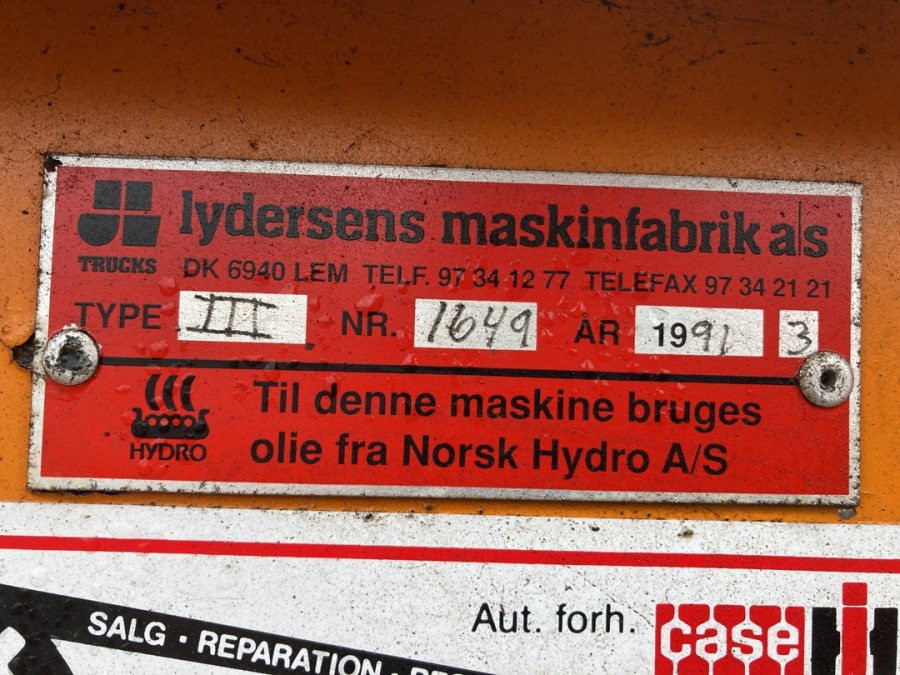 lydersens maskinfabrik a/s
TRUCKS
DK 6940 LEM TELF. 97 34 12 77 TELEFAX 97 34 21 21
TYPE III NR. 1649 ÅR 1991 3
HYDRO
Til denne maskine bruges
olie fra Norsk Hydro A/S
Aut. forh. case IH
SALG · REPARATION ·